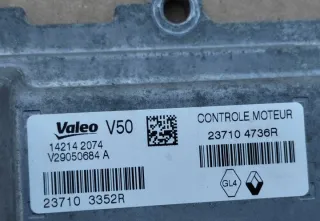 Valeo V50
14214 2074
V29050684 A
23710 3352R
CONTROLE MOTEUR
23710 4736R
GL4